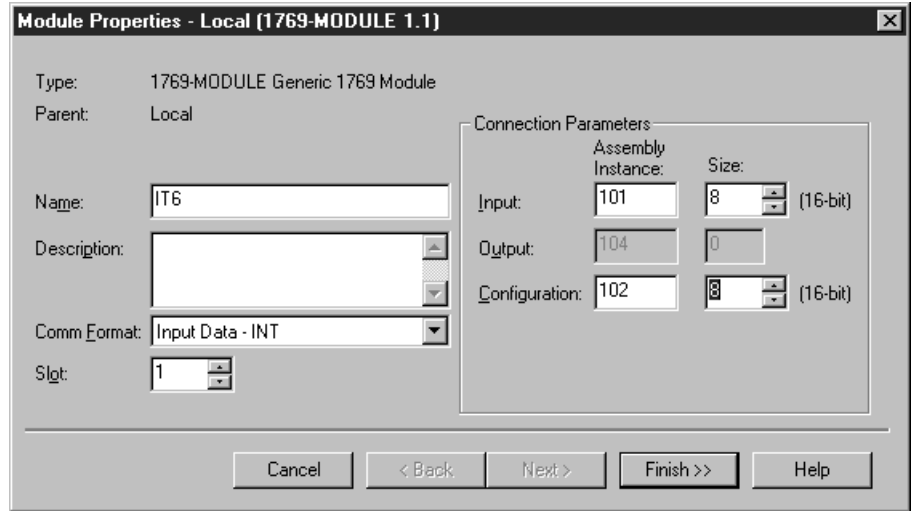 Module Properties - Local (1769-MODULE 1.1)
Type: 1769-MODULE Generic 1769 Module
Parent: Local
Connection Parameters
Assembly Instance: Size:
Name: IT6
Input: 101 8 (16-bit)
Description:
Output: 104 0
Configuration: 102 8 (16-bit)
Comm Format: Input Data - INT
Slot: 1
Cancel < Back Next > Finish >> Help